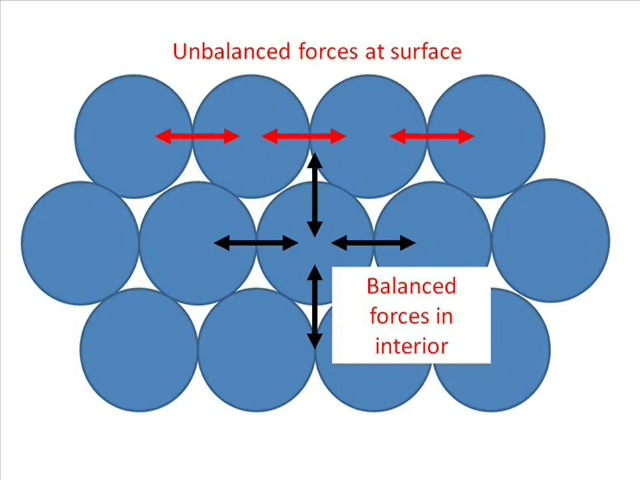 Unbalanced forces at surface
Balanced
forces in
interior